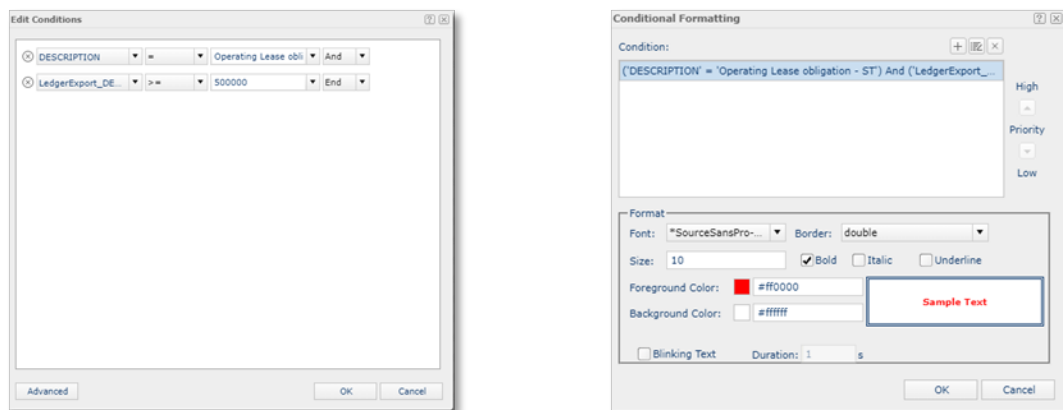 Edit Conditions
DESCRIPTION = Operating Lease obli And
LedgerExport_DE... >= 500000 End
Advanced OK Cancel
Conditional Formatting
Condition:
('DESCRIPTION' = 'Operating Lease obligation - ST') And ('LedgerExport_...
High
Priority
Low
Format
Font: *SourceSansPro-... Border: double
Size: 10 Bold Italic Underline
Foreground Color: #ff0000
Sample Text
Background Color: #ffffff
Blinking Text Duration: 1 s
OK Cancel